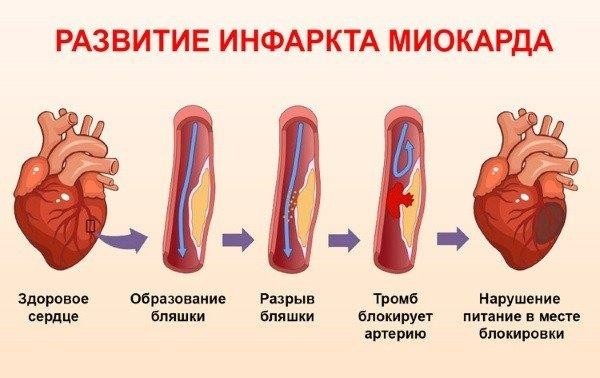 РАЗВИТИЕ ИНФАРКТА МИОКАРДА
Здоровое
сердце
Образование
бляшки
Разрыв
бляшки
Тромб
блокирует
артерию
Нарушение
питание в месте
блокировки